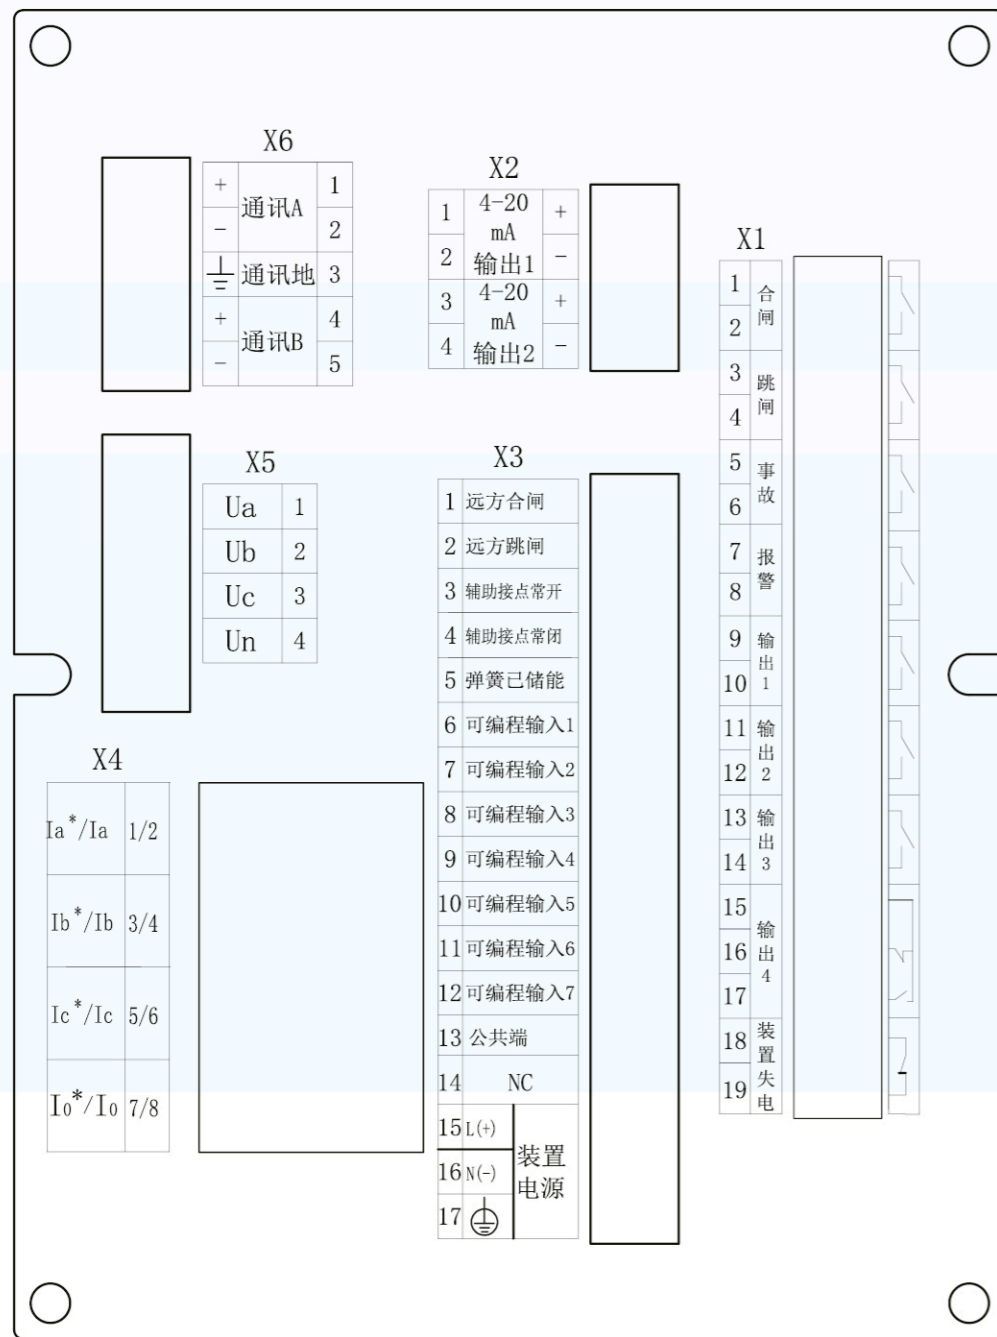 X6
+ 通讯A 1
- 2
通讯地 3
+ 通讯B 4
- 5
X2
1 4-20 mA 输出1 +
2 -
3 4-20 mA 输出2 +
4 -
X1
1 合闸
2
3 跳闸
4
5 事故
6
7 报警
8
9 输出1
10
11 输出2
12
13 输出3
14
15 输出4
16
17
18 装置失电
19
X5
Ua 1
Ub 2
Uc 3
Un 4
X3
1 远方合闸
2 远方跳闸
3 辅助接点常开
4 辅助接点常闭
5 弹簧已储能
6 可编程输入1
7 可编程输入2
8 可编程输入3
9 可编程输入4
10 可编程输入5
11 可编程输入6
12 可编程输入7
13 公共端
14 NC
15 L(+) 装置电源
16 N(-)
17
X4
Ia*/Ia 1/2
Ib*/Ib 3/4
Ic*/Ic 5/6
I0*/I0 7/8